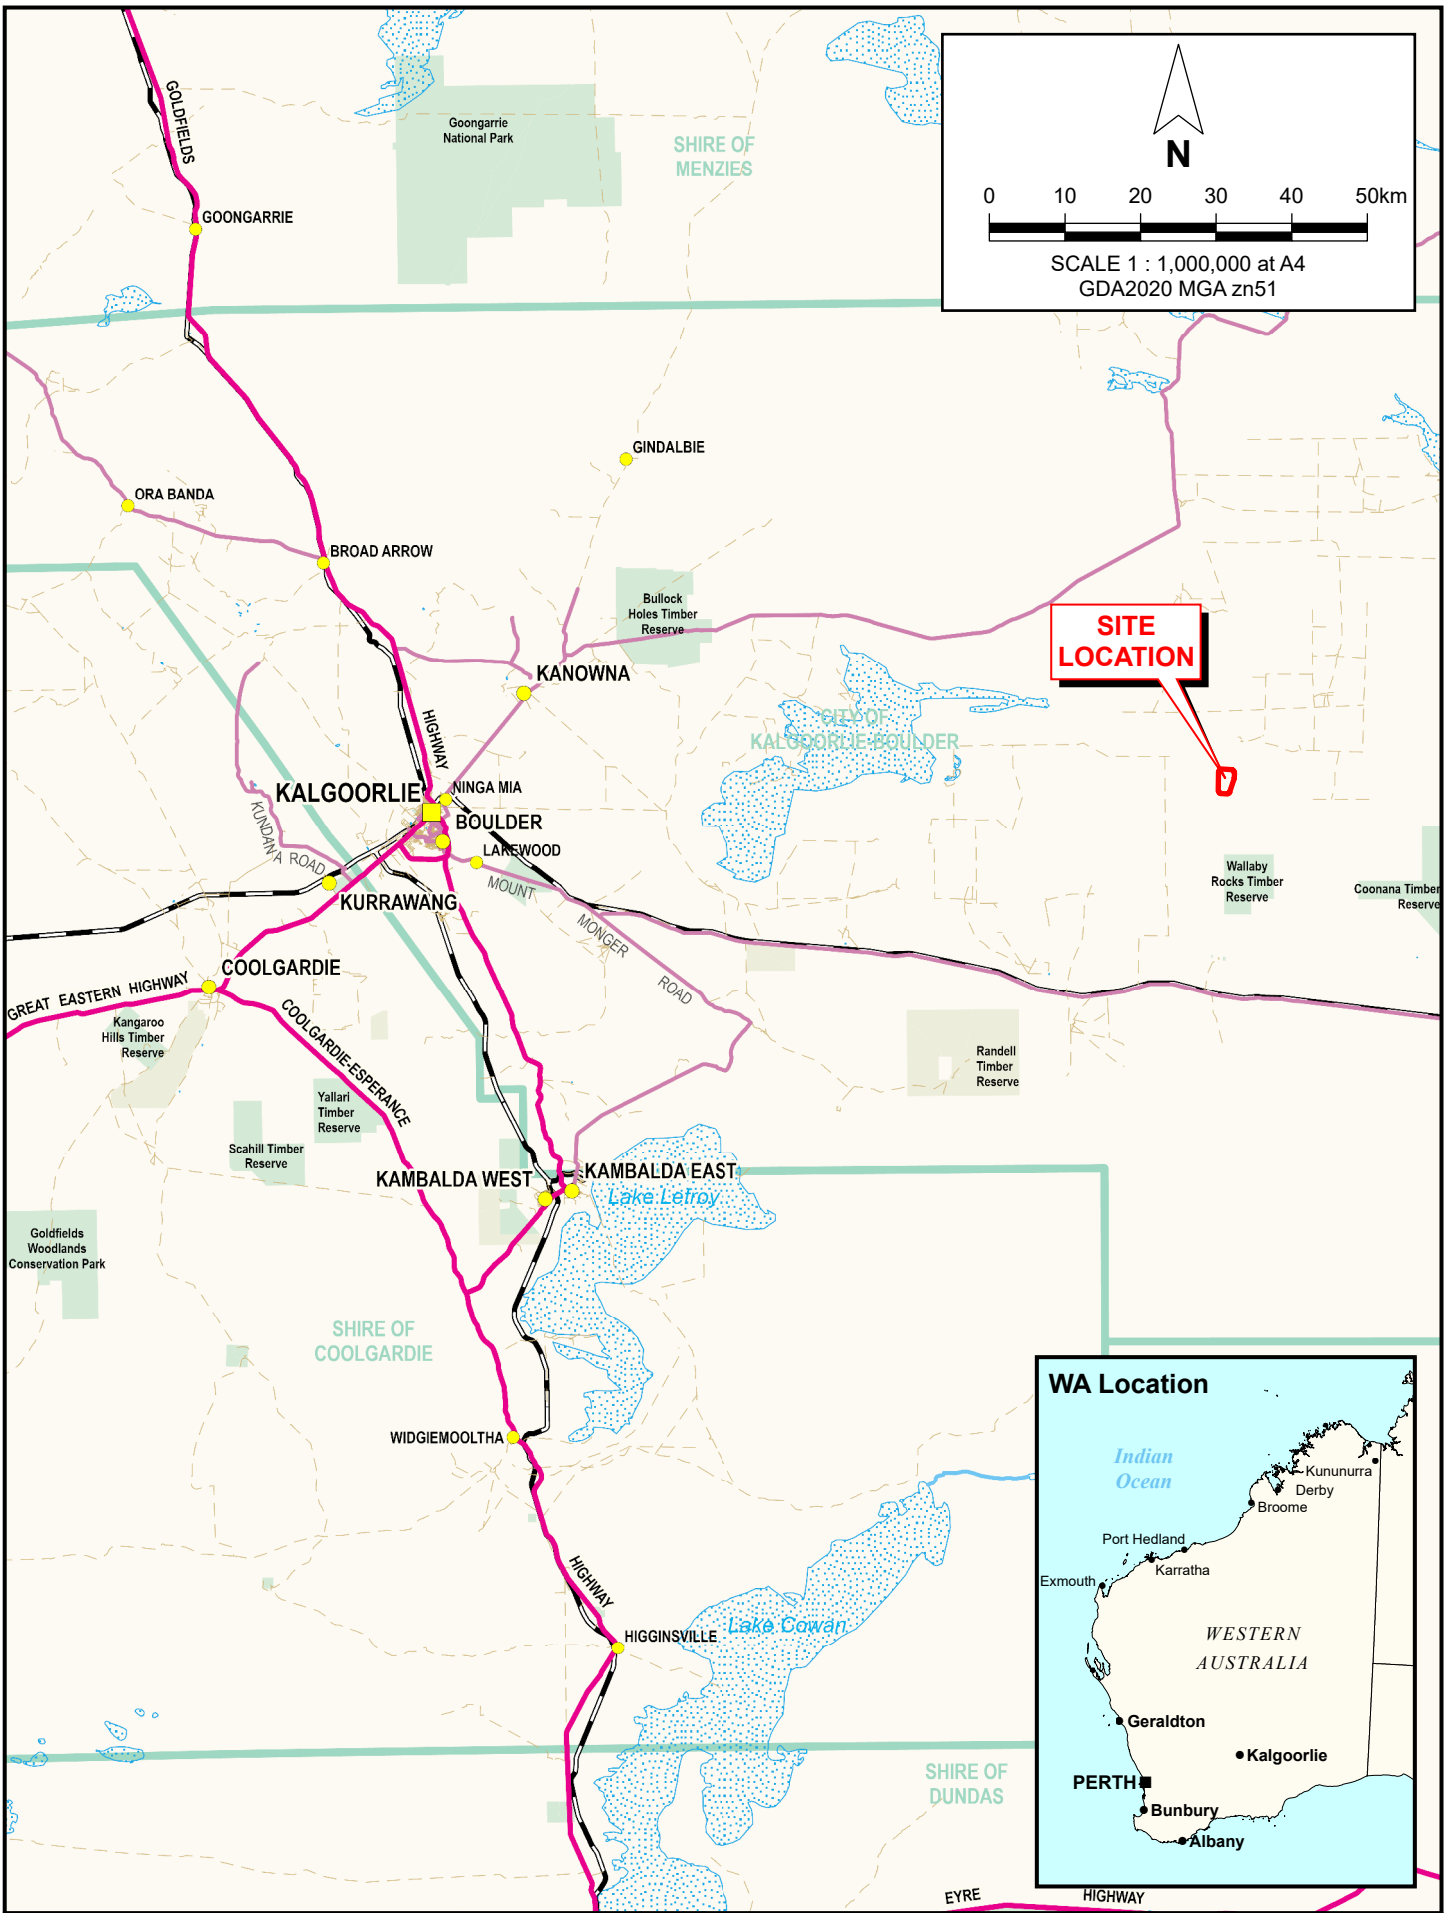 GOLDFIELDS
Goongarrie
National Park
SHIRE OF
MENZIES
N
0 10 20 30 40 50km
SCALE 1 : 1,000,000 at A4
GDA2020 MGA zn51
GOONGARRIE
GINDALBIE
ORA BANDA
BROAD ARROW
Bullock
Holes Timber
Reserve
SITE
LOCATION
KANOWNA
HIGHWAY
CITY OF
KALGOORLIE-BOULDER
KALGOORLIE
NINGA MIA
BOULDER
LAKEWOOD
KUNDANA ROAD
KURRAWANG
MOUNT
MONGER
ROAD
Wallaby
Rocks Timber
Reserve
Coonana Timber
Reserve
COOLGARDIE
GREAT EASTERN HIGHWAY
COOLGARDIE-ESPERANCE
Kangaroo
Hills Timber
Reserve
Randell
Timber
Reserve
Yallari
Timber
Reserve
Scahill Timber
Reserve
KAMBALDA WEST
KAMBALDA EAST
Lake Lefroy
Goldfields
Woodlands
Conservation Park
SHIRE OF
COOLGARDIE
WIDGIEMOOLTHA
HIGHWAY
HIGGINSVILLE
Lake Cowan
SHIRE OF
DUNDAS
EYRE HIGHWAY
WA Location
Indian
Ocean
Kununurra
Derby
Broome
Port Hedland
Karratha
Exmouth
WESTERN
AUSTRALIA
Geraldton
Kalgoorlie
PERTH
Bunbury
Albany